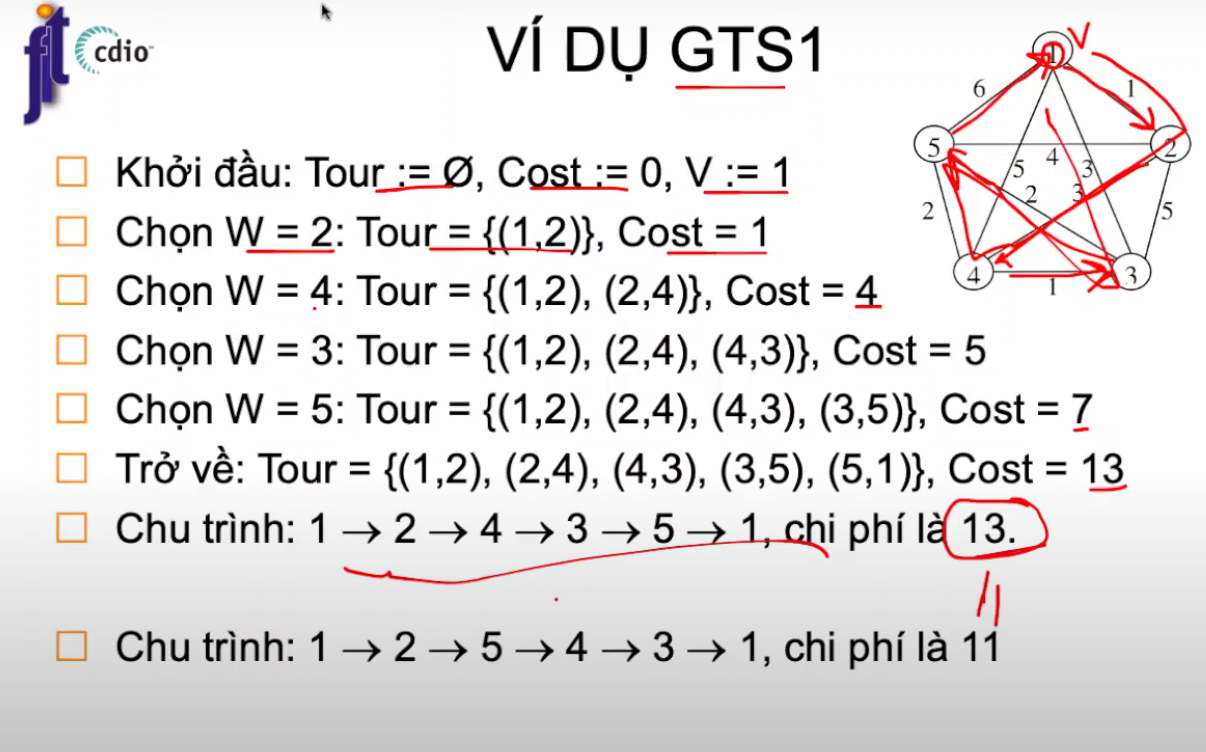 fit cdio
VÍ DỤ GTS1
V
1
6
1
5
2
5
4
3
2
3
2
5
4
3
1
Khởi đầu: Tour := Ø, Cost := 0, V := 1
Chọn W = 2: Tour = {(1,2)}, Cost = 1
Chọn W = 4: Tour = {(1,2), (2,4)}, Cost = 4
Chọn W = 3: Tour = {(1,2), (2,4), (4,3)}, Cost = 5
Chọn W = 5: Tour = {(1,2), (2,4), (4,3), (3,5)}, Cost = 7
Trở về: Tour = {(1,2), (2,4), (4,3), (3,5), (5,1)}, Cost = 13
Chu trình: 1 → 2 → 4 → 3 → 5 → 1, chi phí là 13.
Chu trình: 1 → 2 → 5 → 4 → 3 → 1, chi phí là 11